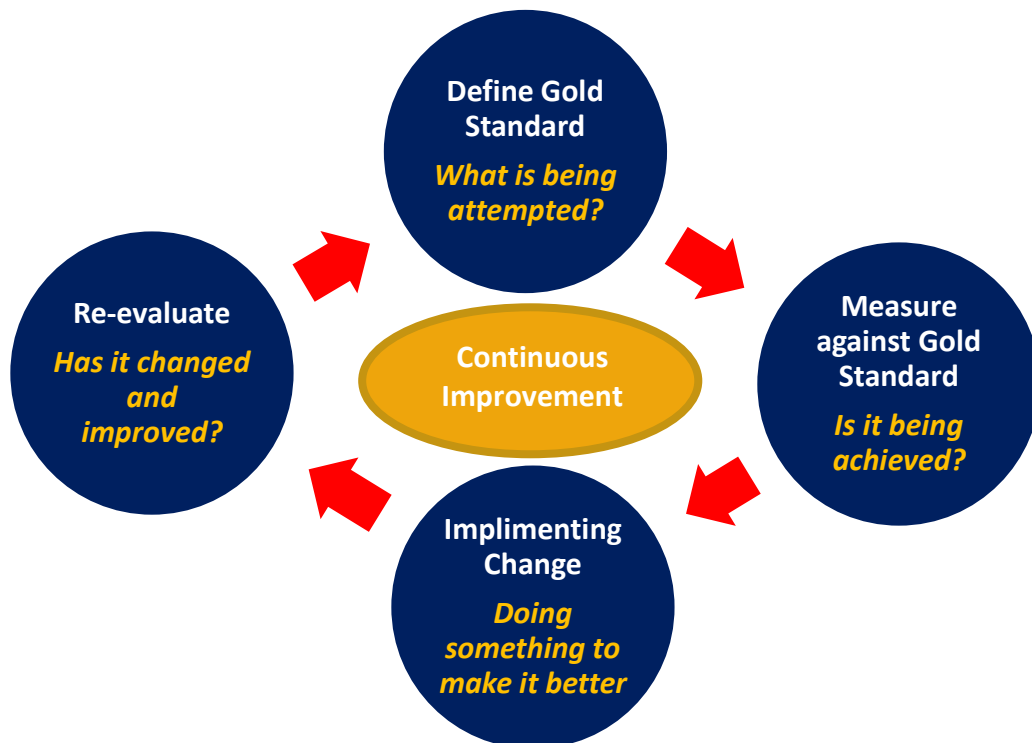 Define Gold
Standard
What is being
attempted?
Measure
against Gold
Standard
Is it being
achieved?
Implimenting
Change
Doing
something to
make it better
Re-evaluate
Has it changed
and
improved?
Continuous
Improvement